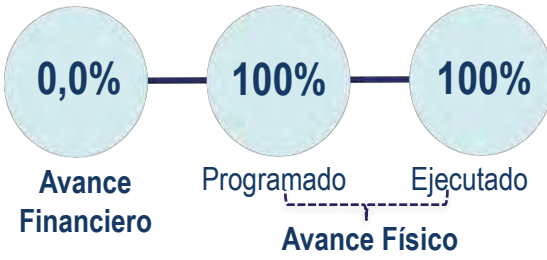 0,0% 100% 100%
Avance Financiero
Programado Ejecutado
Avance Físico